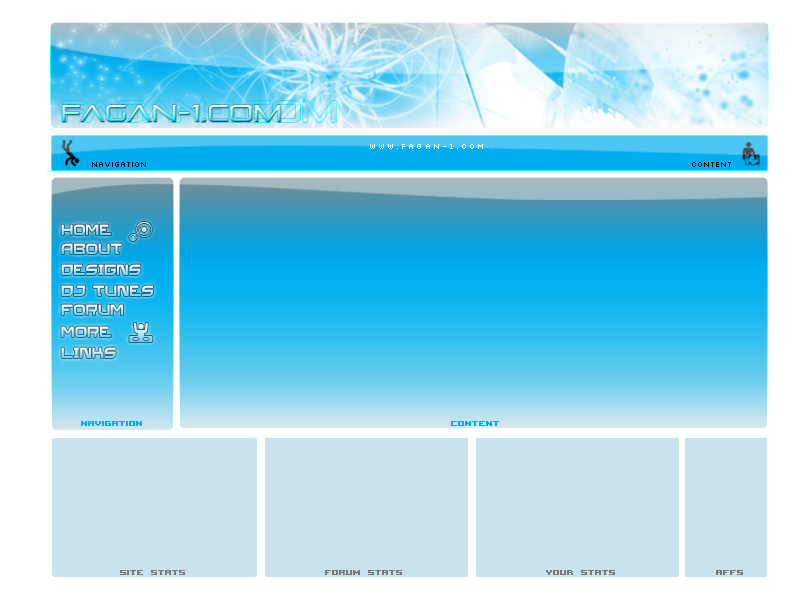 FAGAN-1.COM
WWW.FAGAN-1.COM
NAVIGATION
CONTENT
HOME
ABOUT
DESIGNS
DJ TUNES
FORUM
MORE
LINKS
NAVIGATION
CONTENT
SITE STATS
FORUM STATS
YOUR STATS
AFFS